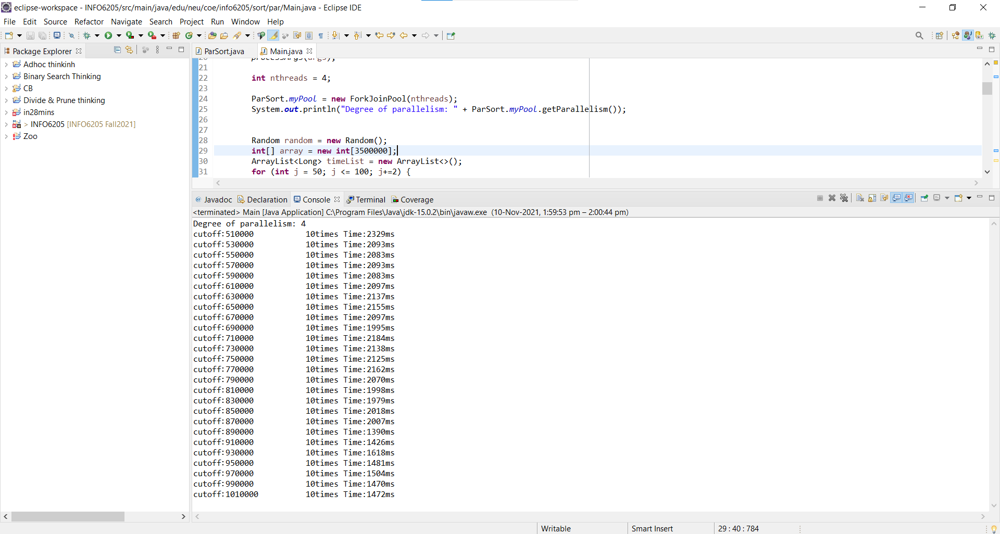 eclipse-workspace - INFO6205/src/main/java/edu/neu/coe/info6205/sort/par/Main.java - Eclipse IDE
File Edit Source Refactor Navigate Search Project Run Window Help
Package Explorer
Adhoc thinkinh
Binary Search Thinking
CB
Divide & Prune thinking
in28mins
> INFO6205 [INFO6205 Fall2021]
Zoo
ParSort.java Main.java
20 processArgs(args);
21
22 int nthreads = 4;
23
24 ParSort.myPool = new ForkJoinPool(nthreads);
25 System.out.println("Degree of parallelism: " + ParSort.myPool.getParallelism());
26
27
28 Random random = new Random();
29 int[] array = new int[3500000];
30 ArrayList<Long> timeList = new ArrayList<>();
31 for (int j = 50; j <= 100; j+=2) {
@ Javadoc Declaration Console Terminal Coverage
<terminated> Main [Java Application] C:\Program Files\Java\jdk-15.0.2\bin\javaw.exe (10-Nov-2021, 1:59:53 pm – 2:00:44 pm)
Degree of parallelism: 4
cutoff:510000 10times Time:2329ms
cutoff:530000 10times Time:2093ms
cutoff:550000 10times Time:2083ms
cutoff:570000 10times Time:2093ms
cutoff:590000 10times Time:2083ms
cutoff:610000 10times Time:2097ms
cutoff:630000 10times Time:2137ms
cutoff:650000 10times Time:2155ms
cutoff:670000 10times Time:2097ms
cutoff:690000 10times Time:1995ms
cutoff:710000 10times Time:2184ms
cutoff:730000 10times Time:2138ms
cutoff:750000 10times Time:2125ms
cutoff:770000 10times Time:2162ms
cutoff:790000 10times Time:2070ms
cutoff:810000 10times Time:1998ms
cutoff:830000 10times Time:1979ms
cutoff:850000 10times Time:2018ms
cutoff:870000 10times Time:2007ms
cutoff:890000 10times Time:1390ms
cutoff:910000 10times Time:1426ms
cutoff:930000 10times Time:1618ms
cutoff:950000 10times Time:1481ms
cutoff:970000 10times Time:1504ms
cutoff:990000 10times Time:1470ms
cutoff:1010000 10times Time:1472ms
Writable Smart Insert 29 : 40 : 784